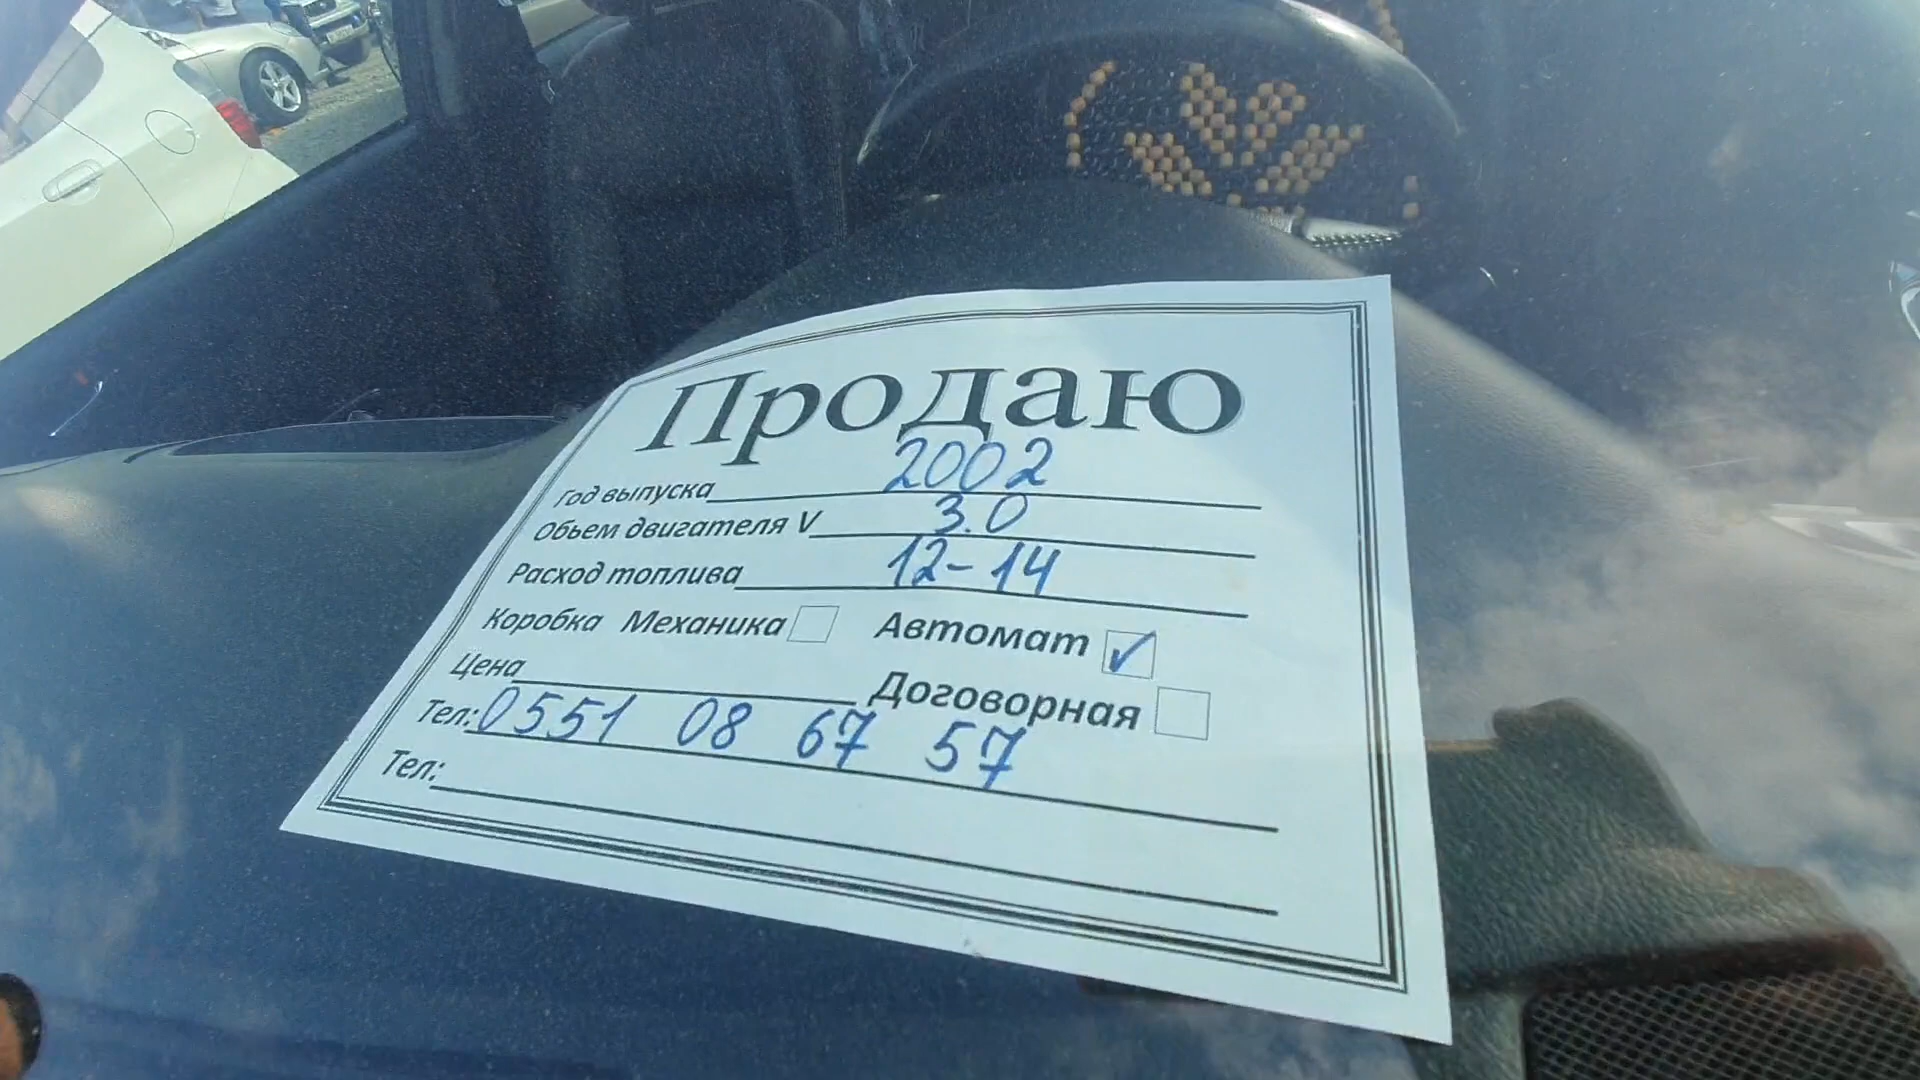 Продаю
Год выпуска 2002
Обьем двигателя V 3.0
Расход топлива 12-14
Коробка Механика Автомат ✓
Цена Договорная
Тел: 0551 08 67 57
Тел: